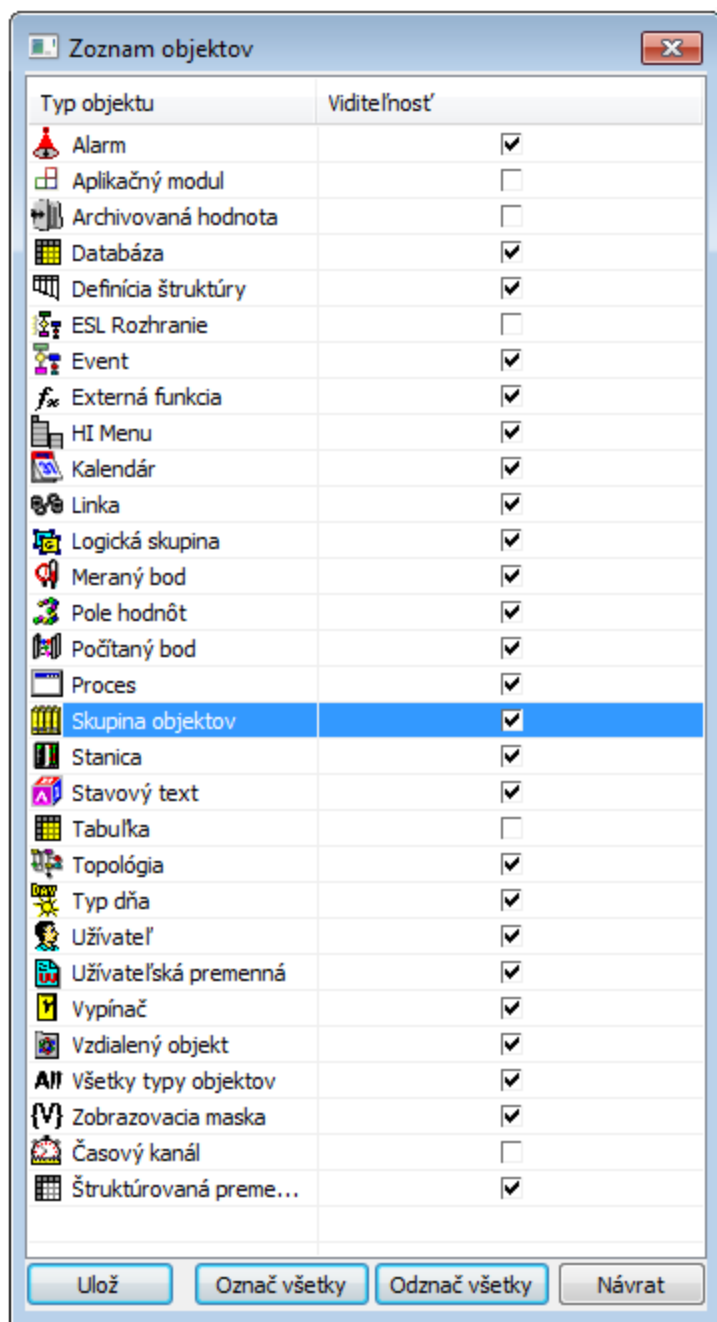 Zoznam objektov
Typ objektu Viditeľnosť
Alarm
Aplikačný modul
Archivovaná hodnota
Databáza
Definícia štruktúry
ESL Rozhranie
Event
Externá funkcia
HI Menu
Kalendár
Linka
Logická skupina
Meraný bod
Pole hodnôt
Počítaný bod
Proces
Skupina objektov
Stanica
Stavový text
Tabuľka
Topológia
Typ dňa
Užívateľ
Užívateľská premenná
Vypínač
Vzdialený objekt
All Všetky typy objektov
{V} Zobrazovacia maska
Časový kanál
Štruktúrovaná preme...
Ulož Označ všetky Odznač všetky Návrat